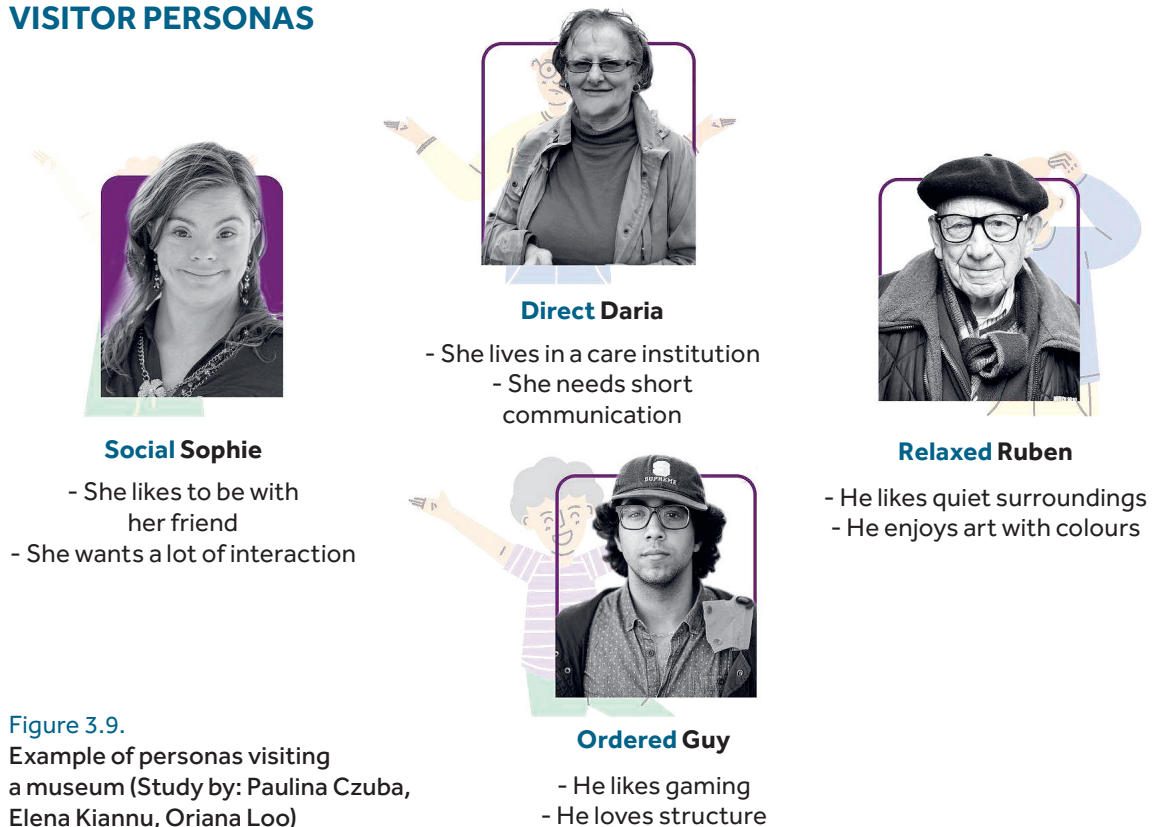 VISITOR PERSONAS
Direct Daria
- She lives in a care institution
- She needs short
communication
Social Sophie
- She likes to be with
her friend
- She wants a lot of interaction
Relaxed Ruben
- He likes quiet surroundings
- He enjoys art with colours
SUPREME
Ordered Guy
- He likes gaming
- He loves structure
Figure 3.9.
Example of personas visiting
a museum (Study by: Paulina Czuba,
Elena Kiannu, Oriana Loo)